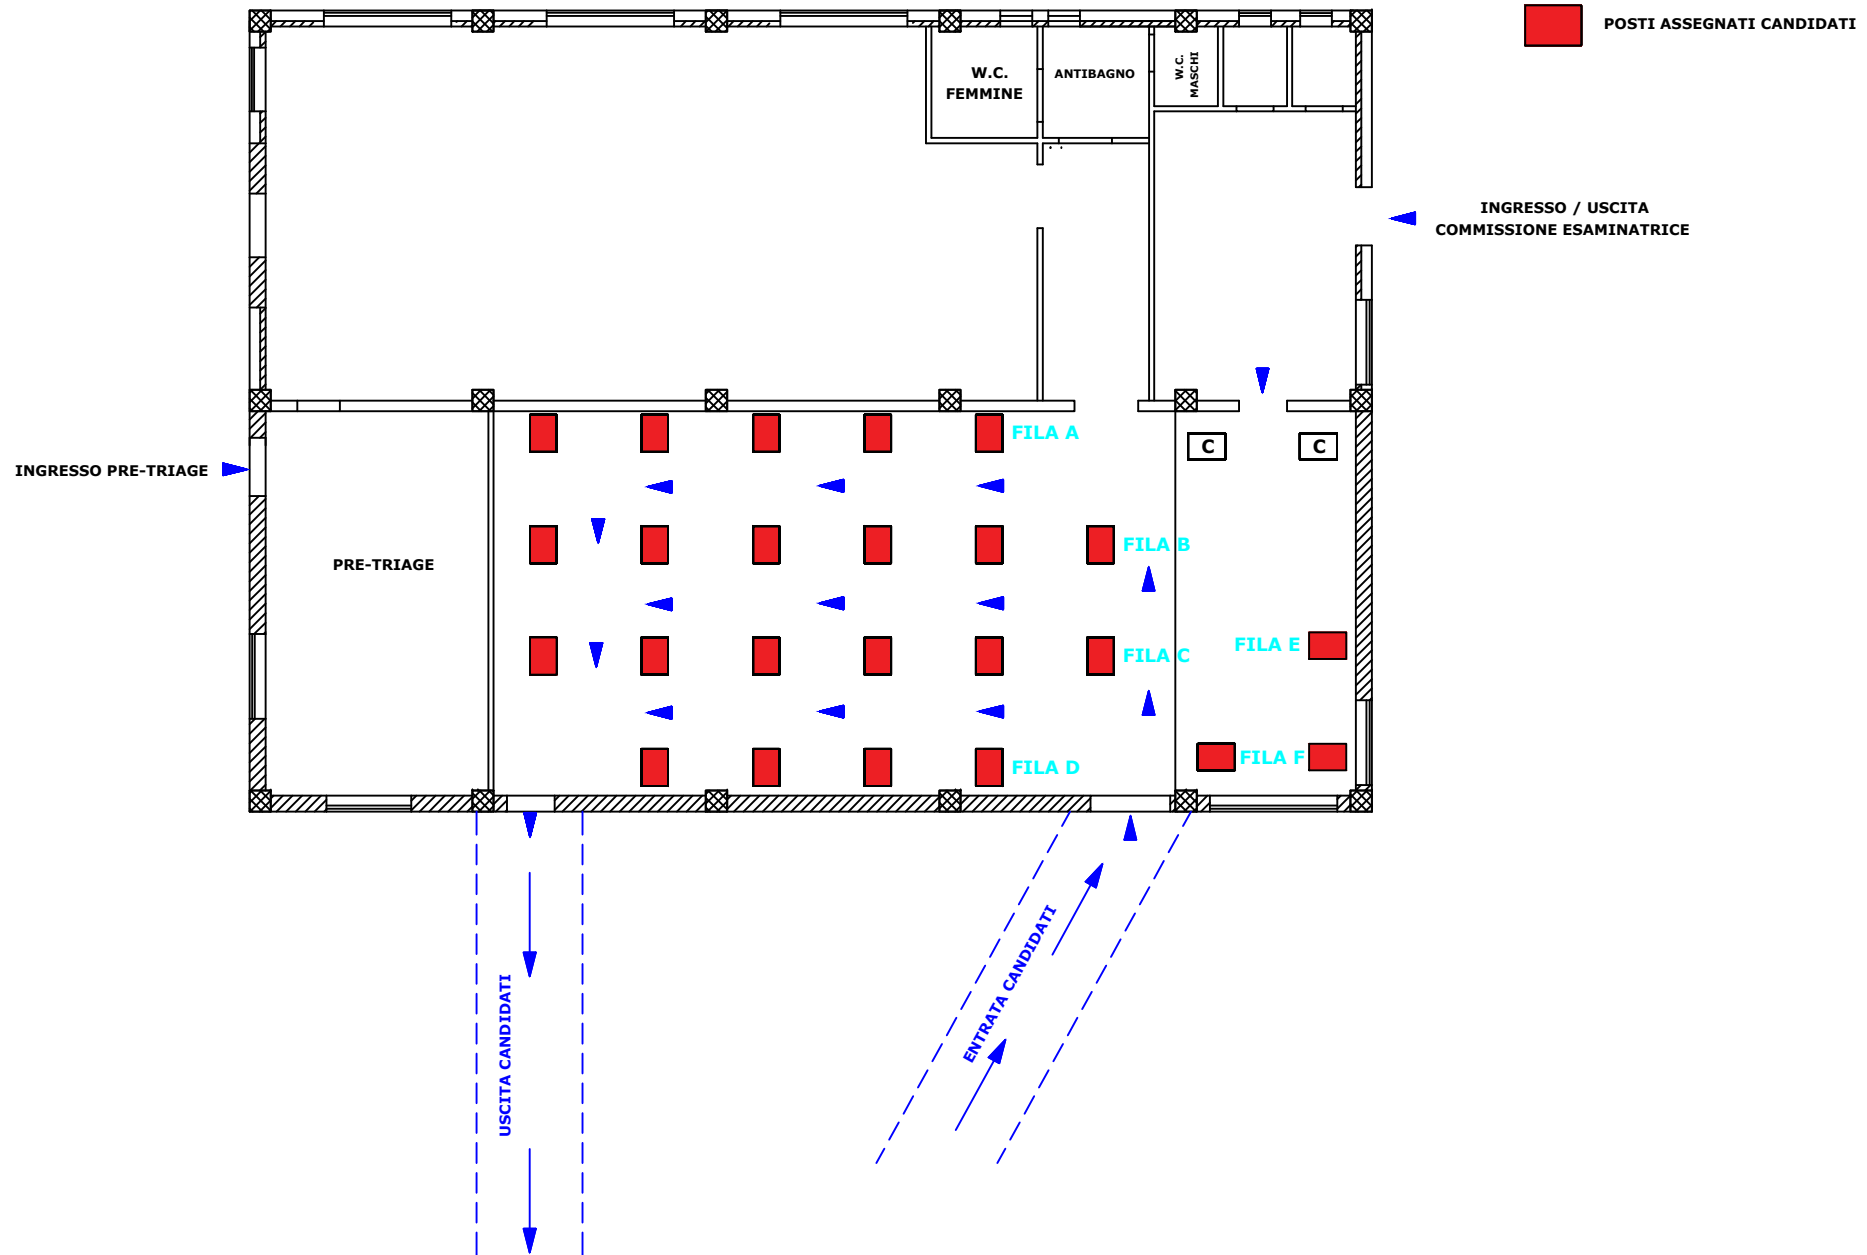 POSTI ASSEGNATI CANDIDATI
W.C.
FEMMINE
ANTIBAGNO
W.C.
MASCHI
INGRESSO / USCITA
COMMISSIONE ESAMINATRICE
FILA A
C
C
INGRESSO PRE-TRIAGE
FILA B
PRE-TRIAGE
FILA C
FILA E
FILA D
FILA F
USCITA CANDIDATI
ENTRATA CANDIDATI